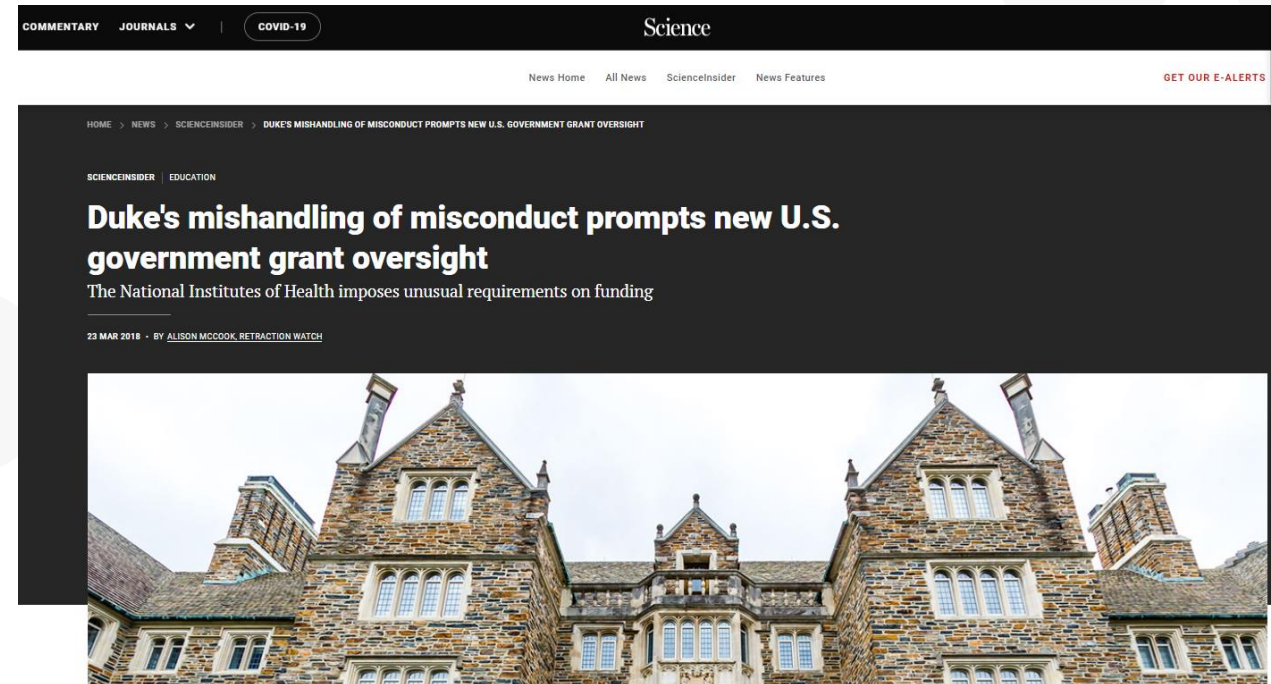 COMMENTARY JOURNALS | COVID-19 Science
News Home All News ScienceInsider News Features GET OUR E-ALERTS
HOME > NEWS > SCIENCEINSIDER > DUKE'S MISHANDLING OF MISCONDUCT PROMPTS NEW U.S. GOVERNMENT GRANT OVERSIGHT
SCIENCEINSIDER | EDUCATION
Duke's mishandling of misconduct prompts new U.S.
government grant oversight
The National Institutes of Health imposes unusual requirements on funding
23 MAR 2018 • BY ALISON MCCOOK, RETRACTION WATCH